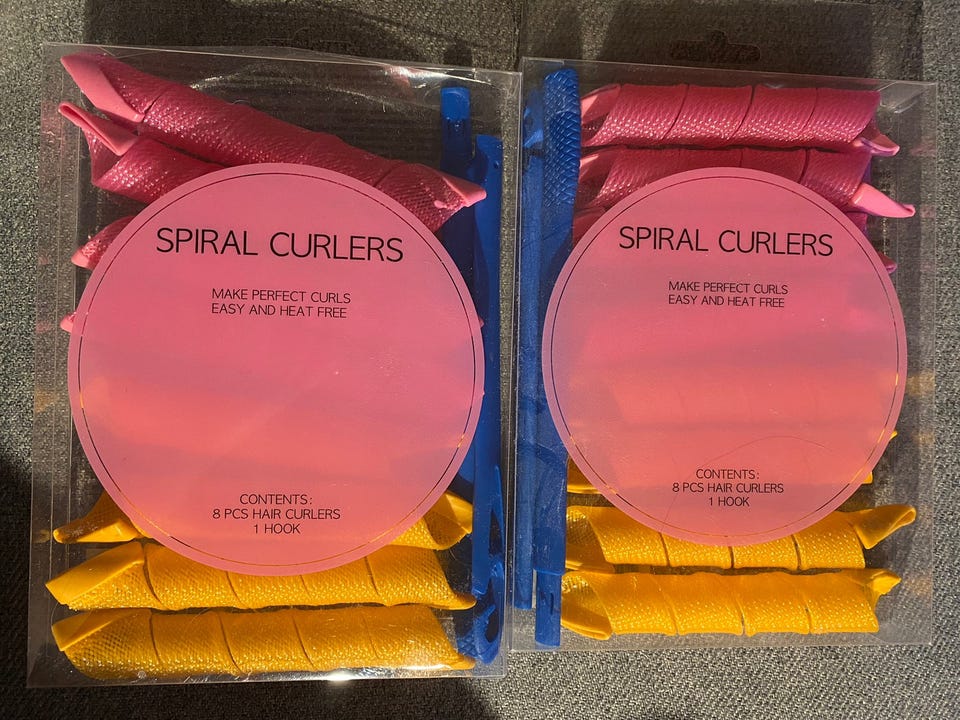 SPIRAL CURLERS
MAKE PERFECT CURLS
EASY AND HEAT FREE
CONTENTS:
8 PCS HAIR CURLERS
1 HOOK
SPIRAL CURLERS
MAKE PERFECT CURLS
EASY AND HEAT FREE
CONTENTS:
8 PCS HAIR CURLERS
1 HOOK